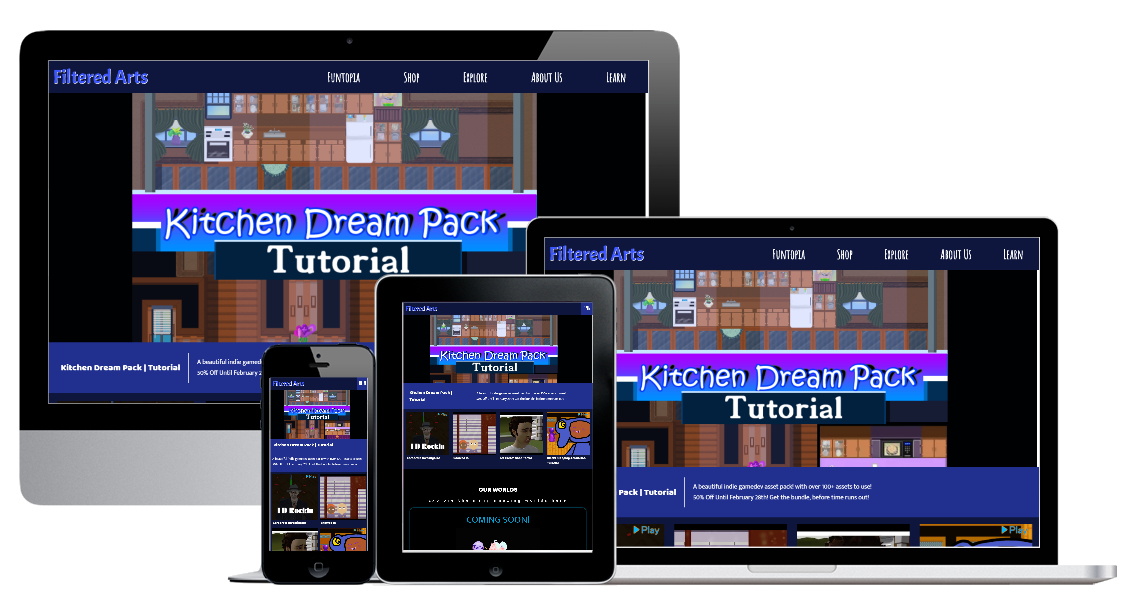 Filtered Arts
Funtopia Shop Explore About Us Learn
Kitchen Dream Pack
Tutorial
Kitchen Dream Pack | Tutorial
A beautiful indie gamedev
50% Off Until February 2
Filtered Arts
Funtopia Shop Explore About Us Learn
Kitchen Dream Pack
Tutorial
Pack | Tutorial
A beautiful indie gamedev asset pack! with over 100+ assets to use!
50% Off Until February 28th! Get the bundle, before time runs out!
Play
Play
Filtered Arts
Kitchen Dream Pack
Tutorial
Kitchen Dream Pack |
Tutorial
Play
Play
I D Rockin
OUR WORLDS
COMING SOON!
Filtered Arts
Kitchen Dream Pack
Tutorial
Kitchen Dream Pack | Tutorial
Play